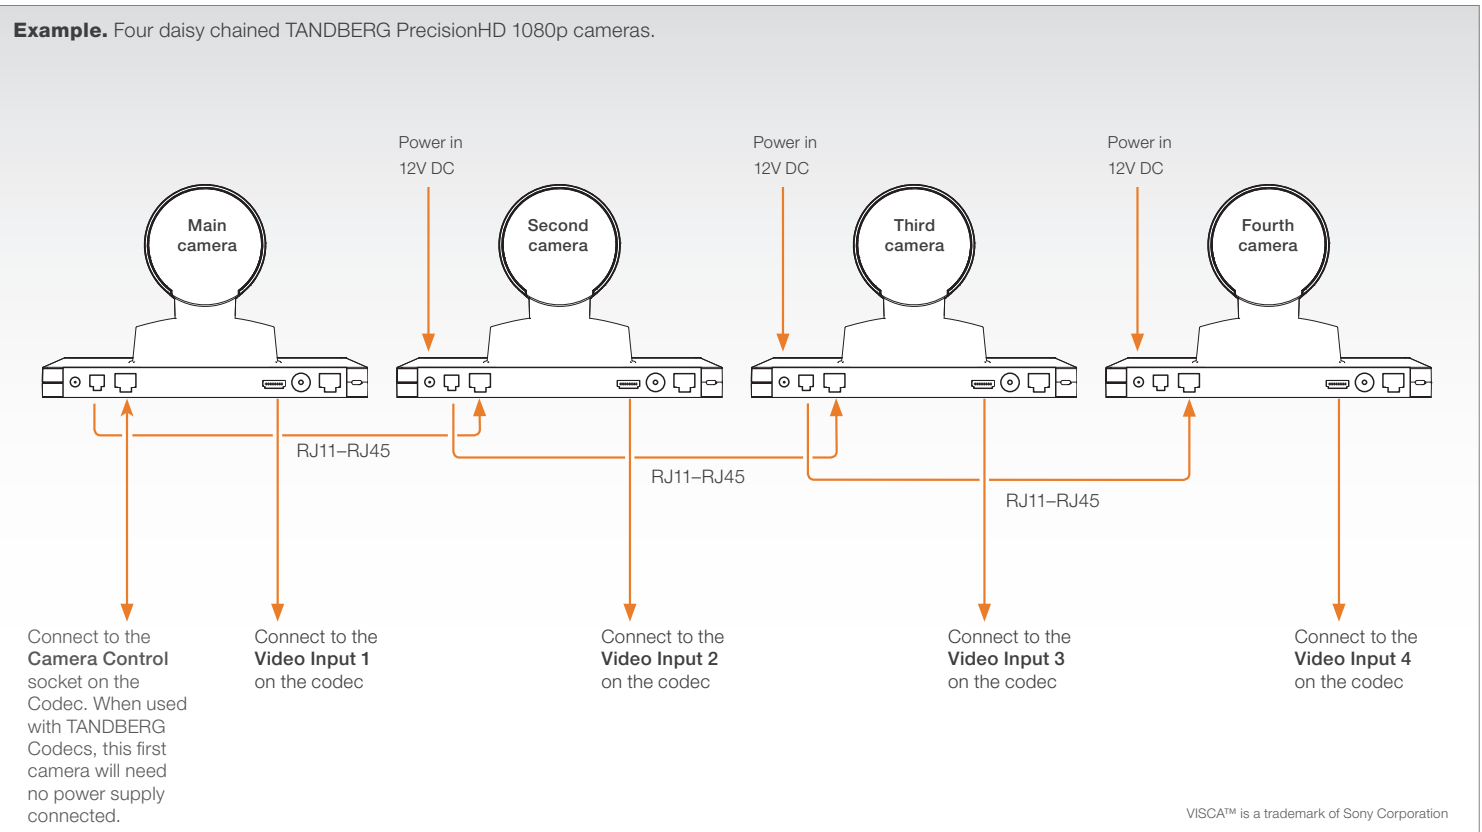 Example. Four daisy chained TANDBERG PrecisionHD 1080p cameras.
Power in
12V DC
Power in
12V DC
Power in
12V DC
Main
camera
Second
camera
Third
camera
Fourth
camera
RJ11–RJ45
RJ11–RJ45
RJ11–RJ45
Connect to the
Camera Control
socket on the
Codec. When used
with TANDBERG
Codecs, this first
camera will need
no power supply
connected.
Connect to the
Video Input 1
on the codec
Connect to the
Video Input 2
on the codec
Connect to the
Video Input 3
on the codec
Connect to the
Video Input 4
on the codec
VISCA™ is a trademark of Sony Corporation